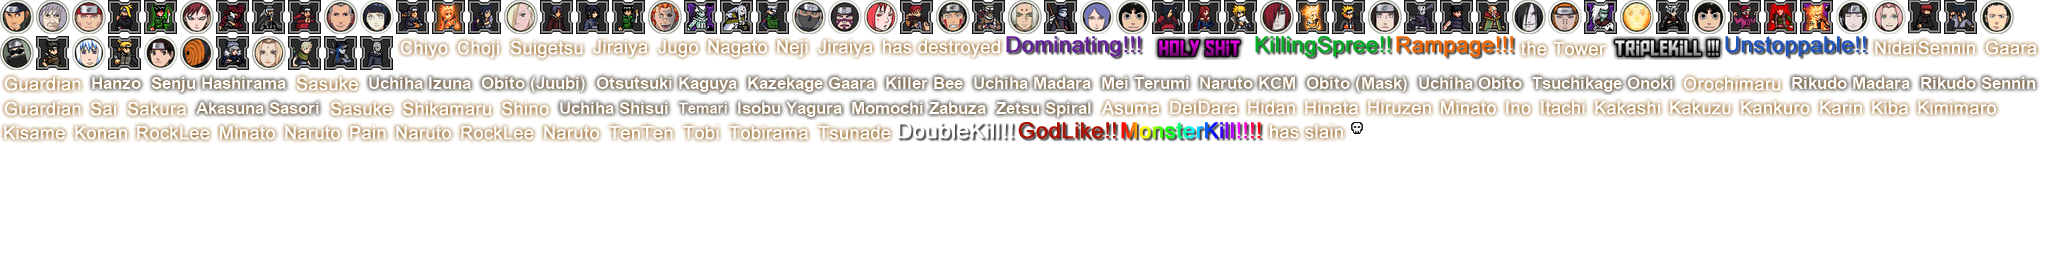 Chiyo Choji Suigetsu Jiraiya Jugo Nagato Neji Jiraiya has destroyed Dominating!!! HOLY SHiT KillingSpree!! Rampage!!! the Tower TRiPLEKiLL !!! Unstoppable!! NidaiSennin Gaara
Guardian Hanzo Senju Hashirama Sasuke Uchiha Izuna Obito (Juubi) Otsutsuki Kaguya Kazekage Gaara Killer Bee Uchiha Madara Mei Terumi Naruto KCM Obito (Mask) Uchiha Obito Tsuchikage Onoki Orochimaru Rikudo Madara Rikudo Sennin
Guardian Sai Sakura Akasuna Sasori Sasuke Shikamaru Shino Uchiha Shisui Temari Isobu Yagura Momochi Zabuza Zetsu Spiral Asuma DeiDara Hidan Hinata Hiruzen Minato Ino Itachi Kakashi Kakuzu Kankuro Karin Kiba Kimimaro
Kisame Konan RockLee Minato Naruto Pain Naruto RockLee Naruto TenTen Tobi Tobirama Tsunade DoubleKill!! GodLike!! MonsterKill!!!! has slain